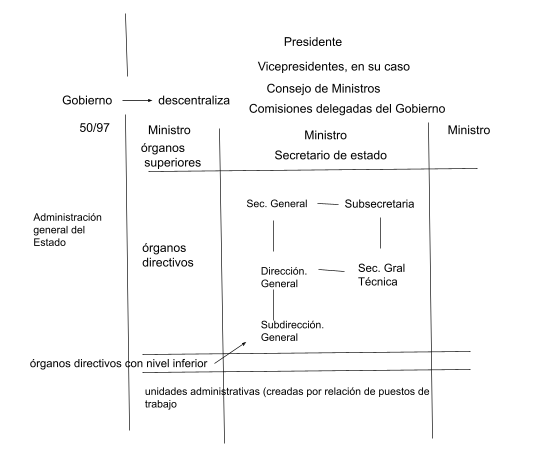 Presidente
Vicepresidentes, en su caso
Consejo de Ministros
Gobierno
descentraliza
Comisiones delegadas del Gobierno
50/97
Ministro
Ministro
Ministro
órganos
superiores
Secretario de estado
Sec. General
Subsecretaria
Administración
general del
Estado
órganos
directivos
Dirección.
General
Sec. Gral
Técnica
Subdirección.
General
órganos directivos con nivel inferior
unidades administrativas (creadas por relación de puestos de
trabajo